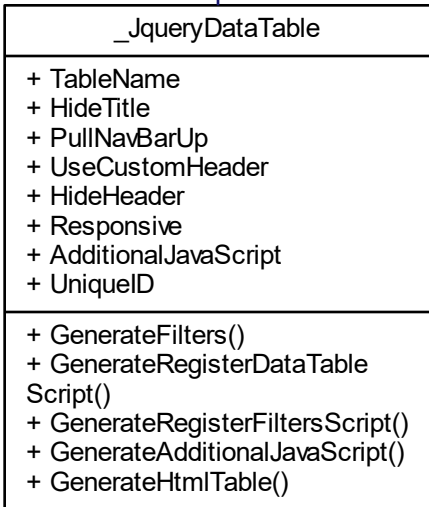 _JqueryDataTable
+ TableName
+ HideTitle
+ PullNavBarUp
+ UseCustomHeader
+ HideHeader
+ Responsive
+ AdditionalJavaScript
+ UniqueID
+ GenerateFilters()
+ GenerateRegisterDataTable
Script()
+ GenerateRegisterFiltersScript()
+ GenerateAdditionalJavaScript()
+ GenerateHtmlTable()